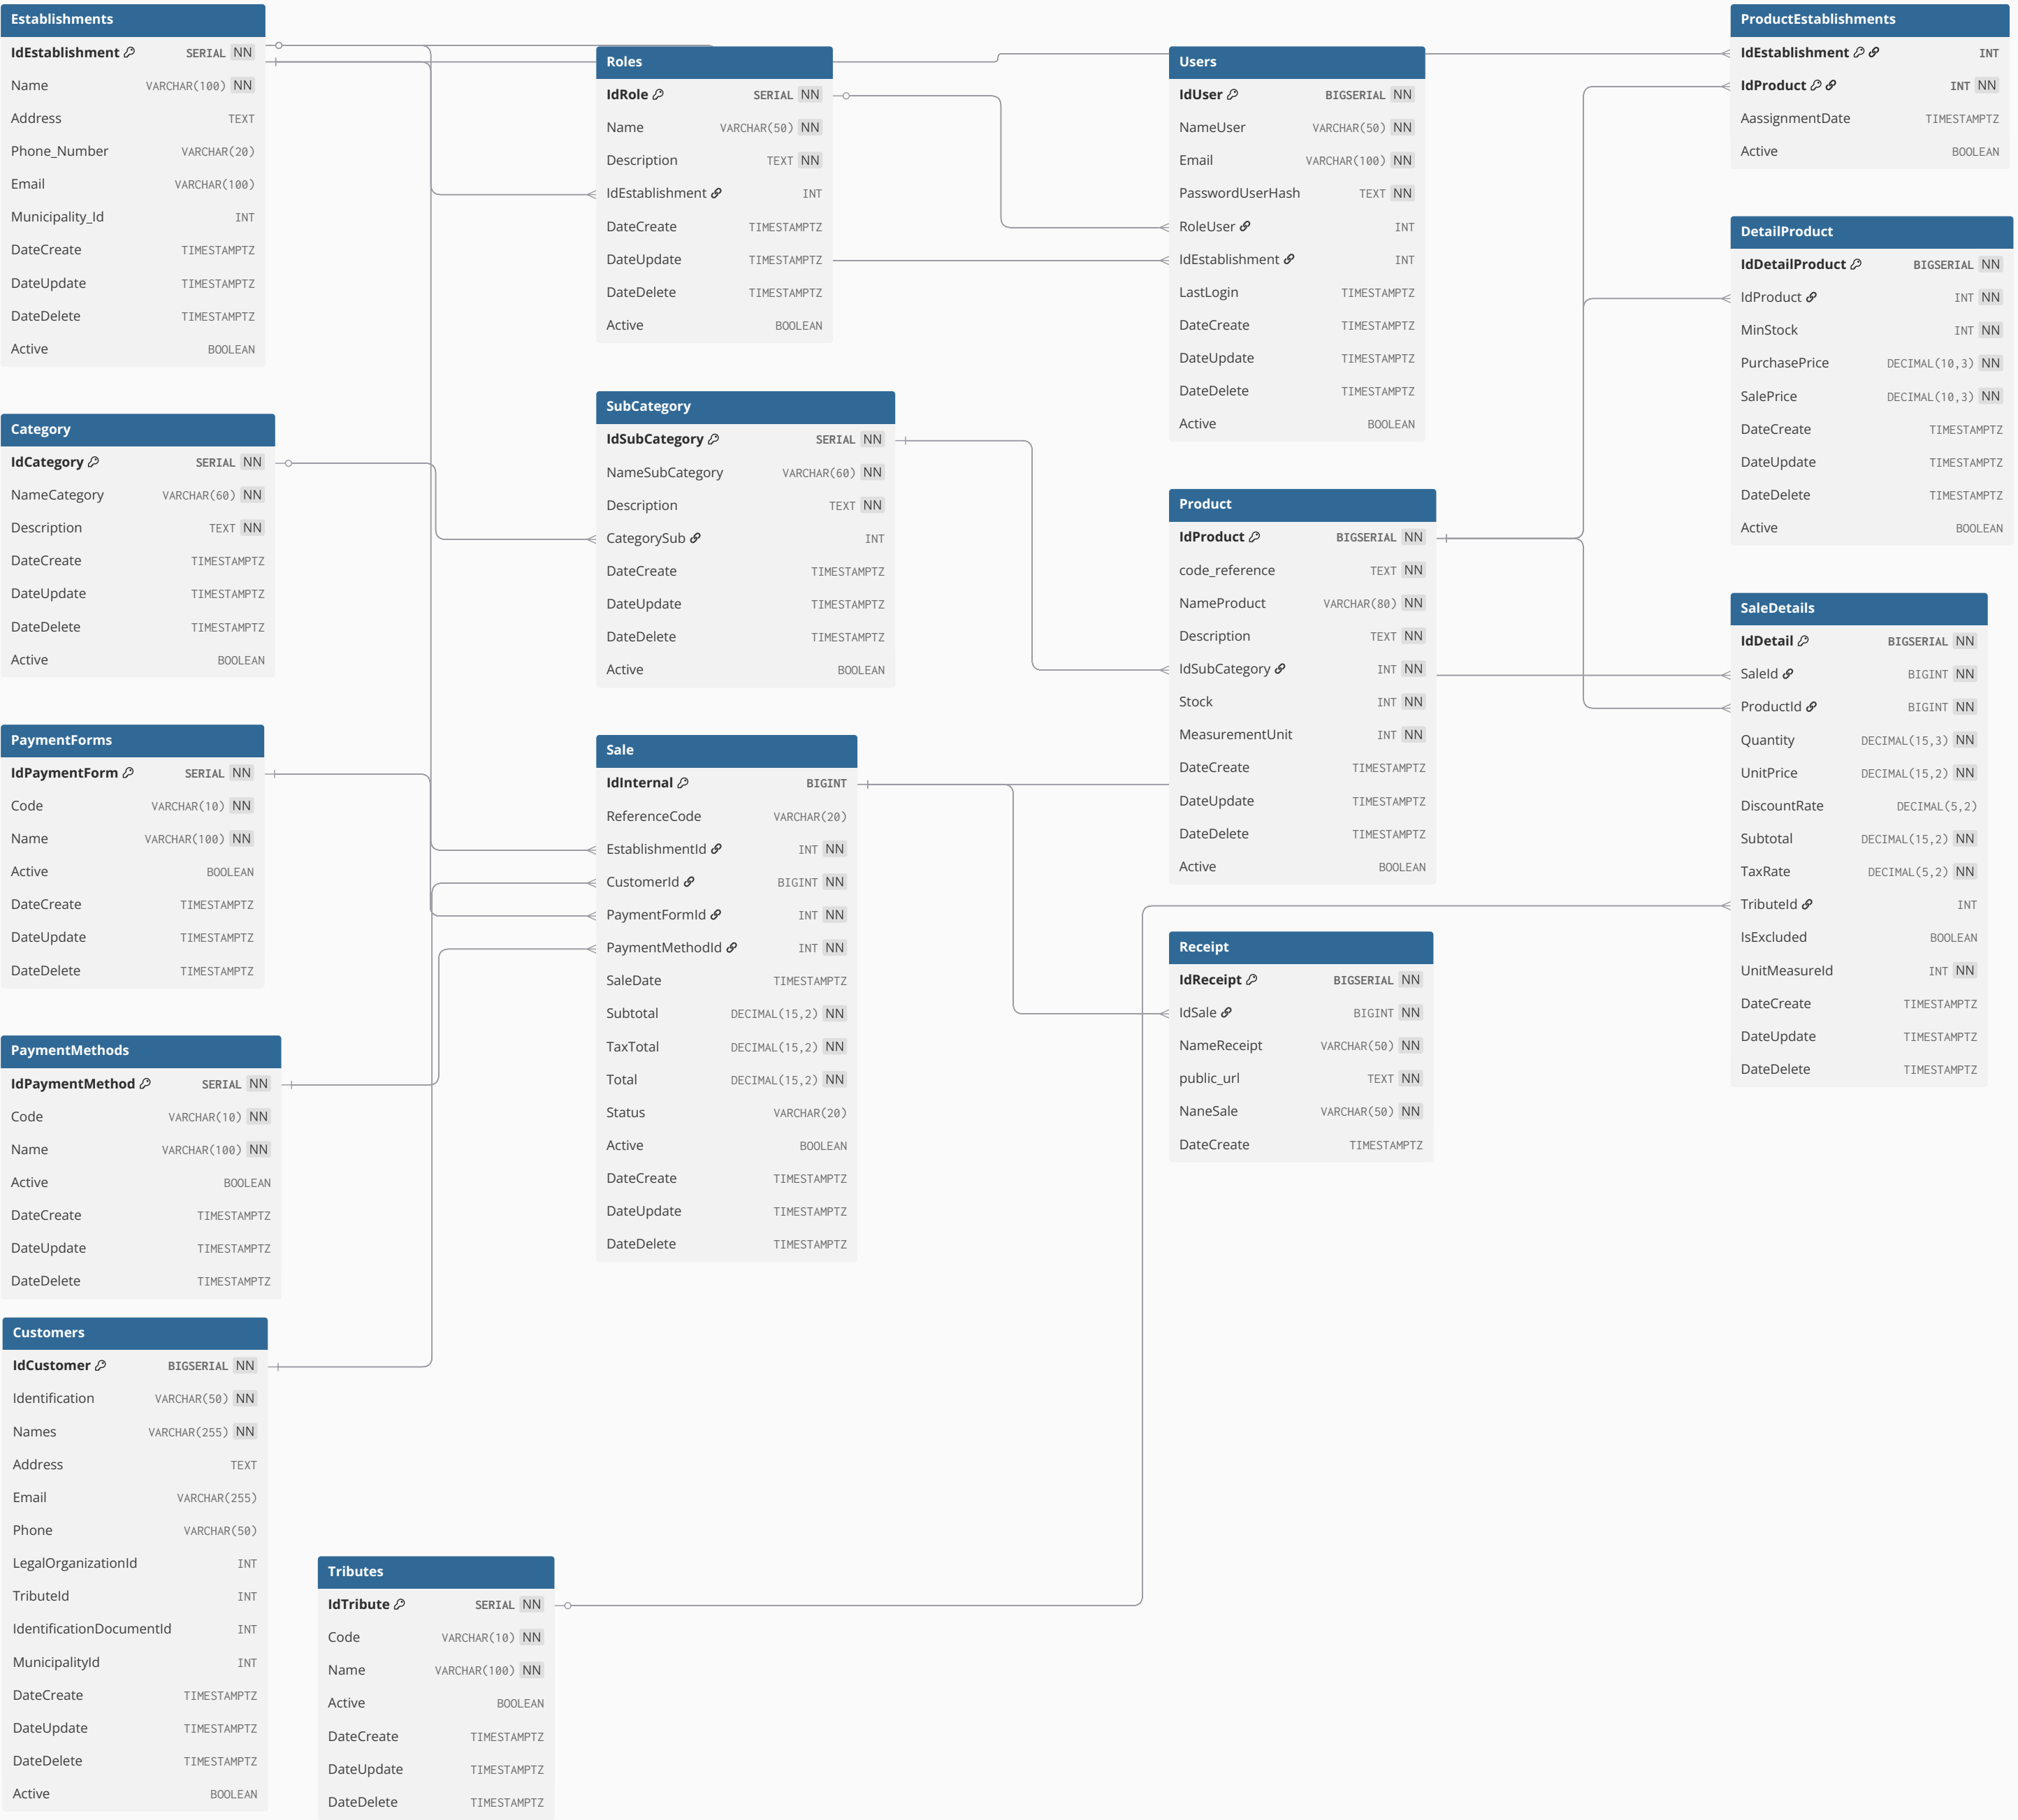 Establishments
IdEstablishment SERIAL NN
Name VARCHAR(100) NN
Address TEXT
Phone_Number VARCHAR(20)
Email VARCHAR(100)
Municipality_Id INT
DateCreate TIMESTAMPTZ
DateUpdate TIMESTAMPTZ
DateDelete TIMESTAMPTZ
Active BOOLEAN
Category
IdCategory SERIAL NN
NameCategory VARCHAR(60) NN
Description TEXT NN
DateCreate TIMESTAMPTZ
DateUpdate TIMESTAMPTZ
DateDelete TIMESTAMPTZ
Active BOOLEAN
PaymentForms
IdPaymentForm SERIAL NN
Code VARCHAR(10) NN
Name VARCHAR(100) NN
Active BOOLEAN
DateCreate TIMESTAMPTZ
DateUpdate TIMESTAMPTZ
DateDelete TIMESTAMPTZ
PaymentMethods
IdPaymentMethod SERIAL NN
Code VARCHAR(10) NN
Name VARCHAR(100) NN
Active BOOLEAN
DateCreate TIMESTAMPTZ
DateUpdate TIMESTAMPTZ
DateDelete TIMESTAMPTZ
Customers
IdCustomer BIGSERIAL NN
Identification VARCHAR(50) NN
Names VARCHAR(255) NN
Address TEXT
Email VARCHAR(255)
Phone VARCHAR(50)
LegalOrganizationId INT
TributeId INT
IdentificationDocumentId INT
MunicipalityId INT
DateCreate TIMESTAMPTZ
DateUpdate TIMESTAMPTZ
DateDelete TIMESTAMPTZ
Active BOOLEAN
Tributes
IdTribute SERIAL NN
Code VARCHAR(10) NN
Name VARCHAR(100) NN
Active BOOLEAN
DateCreate TIMESTAMPTZ
DateUpdate TIMESTAMPTZ
DateDelete TIMESTAMPTZ
Roles
IdRole SERIAL NN
Name VARCHAR(50) NN
Description TEXT NN
IdEstablishment INT
DateCreate TIMESTAMPTZ
DateUpdate TIMESTAMPTZ
DateDelete TIMESTAMPTZ
Active BOOLEAN
SubCategory
IdSubCategory SERIAL NN
NameSubCategory VARCHAR(60) NN
Description TEXT NN
CategorySub INT
DateCreate TIMESTAMPTZ
DateUpdate TIMESTAMPTZ
DateDelete TIMESTAMPTZ
Active BOOLEAN
Sale
IdInternal BIGINT
ReferenceCode VARCHAR(20)
EstablishmentId INT NN
CustomerId BIGINT NN
PaymentFormId INT NN
PaymentMethodId INT NN
SaleDate TIMESTAMPTZ
Subtotal DECIMAL(15,2) NN
TaxTotal DECIMAL(15,2) NN
Total DECIMAL(15,2) NN
Status VARCHAR(20)
Active BOOLEAN
DateCreate TIMESTAMPTZ
DateUpdate TIMESTAMPTZ
DateDelete TIMESTAMPTZ
Users
IdUser BIGSERIAL NN
NameUser VARCHAR(50) NN
Email VARCHAR(100) NN
PasswordUserHash TEXT NN
RoleUser INT
IdEstablishment INT
LastLogin TIMESTAMPTZ
DateCreate TIMESTAMPTZ
DateUpdate TIMESTAMPTZ
DateDelete TIMESTAMPTZ
Active BOOLEAN
Product
IdProduct BIGSERIAL NN
code_reference TEXT NN
NameProduct VARCHAR(80) NN
Description TEXT NN
IdSubCategory INT NN
Stock INT NN
MeasurementUnit INT NN
DateCreate TIMESTAMPTZ
DateUpdate TIMESTAMPTZ
DateDelete TIMESTAMPTZ
Active BOOLEAN
Receipt
IdReceipt BIGSERIAL NN
IdSale BIGINT NN
NameReceipt VARCHAR(50) NN
public_url TEXT NN
NaneSale VARCHAR(50) NN
DateCreate TIMESTAMPTZ
ProductEstablishments
IdEstablishment INT
IdProduct INT NN
AassignmentDate TIMESTAMPTZ
Active BOOLEAN
DetailProduct
IdDetailProduct BIGSERIAL NN
IdProduct INT NN
MinStock INT NN
PurchasePrice DECIMAL(10,3) NN
SalePrice DECIMAL(10,3) NN
DateCreate TIMESTAMPTZ
DateUpdate TIMESTAMPTZ
DateDelete TIMESTAMPTZ
Active BOOLEAN
SaleDetails
IdDetail BIGSERIAL NN
SaleId BIGINT NN
ProductId BIGINT NN
Quantity DECIMAL(15,3) NN
UnitPrice DECIMAL(15,2) NN
DiscountRate DECIMAL(5,2)
Subtotal DECIMAL(15,2) NN
TaxRate DECIMAL(5,2) NN
TributeId INT
IsExcluded BOOLEAN
UnitMeasureId INT NN
DateCreate TIMESTAMPTZ
DateUpdate TIMESTAMPTZ
DateDelete TIMESTAMPTZ